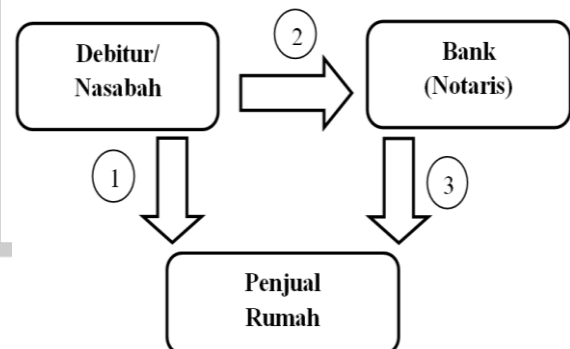 Debitur/
Nasabah
2
Bank
(Notaris)
1
3
Penjual
Rumah